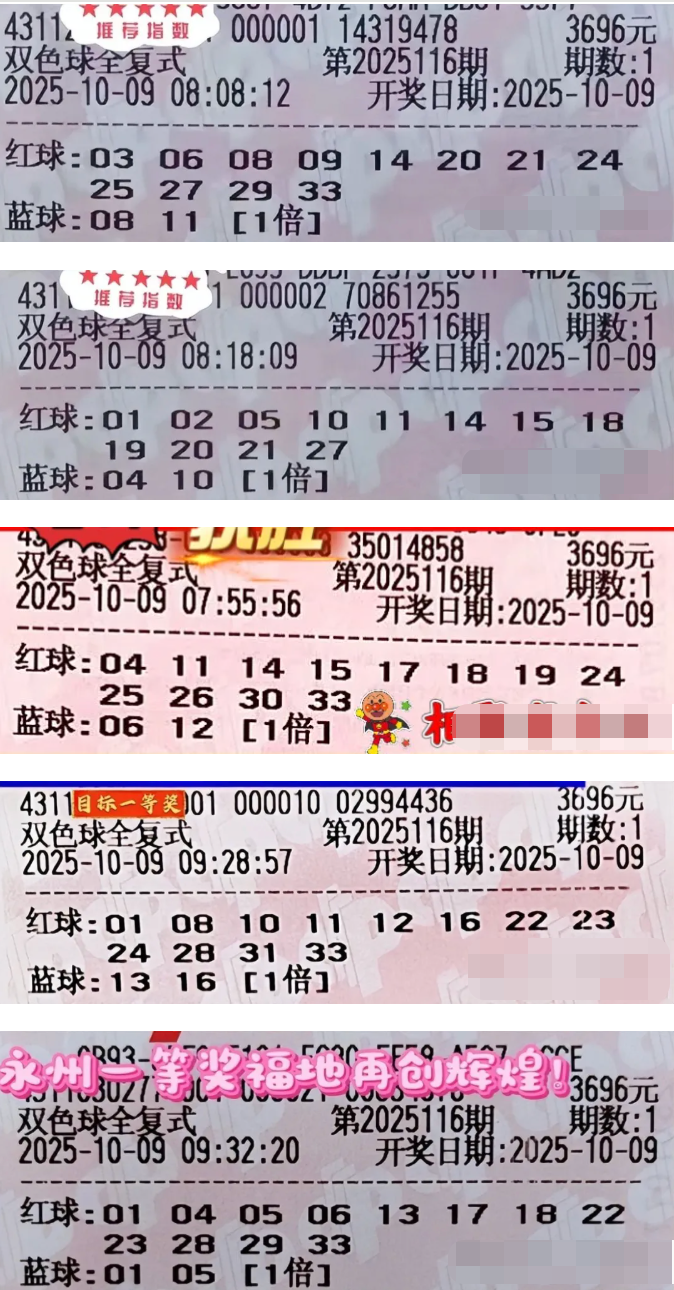 推荐指数
4311 000001 14319478 3696元
双色球全复式 第2025116期 期数:1
2025-10-09 08:08:12 开奖日期:2025-10-09
红球:03 06 08 09 14 20 21 24
25 27 29 33
蓝球:08 11 [1倍]
推荐指数
431 1 000002 70861255 3696元
双色球全复式 第2025116期 期数:1
2025-10-09 08:18:09 开奖日期:2025-10-09
红球:01 02 05 10 11 14 15 18
19 20 21 27
蓝球:04 10 [1倍]
35014858 3696元
双色球全复式 第2025116期 期数:1
2025-10-09 07:55:56 开奖日期:2025-10-09
红球:04 11 14 15 17 18 19 24
25 26 30 33
蓝球:06 12 [1倍]
4311 目标一等奖 01 000010 02994436 3696元
双色球全复式 第2025116期 期数:1
2025-10-09 09:28:57 开奖日期:2025-10-09
红球:01 08 10 11 12 16 22 23
24 28 31 33
蓝球:13 16 [1倍]
永州一等奖福地再创辉煌!
3696元
双色球全复式 第2025116期 期数:1
2025-10-09 09:32:20 开奖日期:2025-10-09
红球:01 04 05 06 13 17 18 22
23 28 29 33
蓝球:01 05 [1倍]